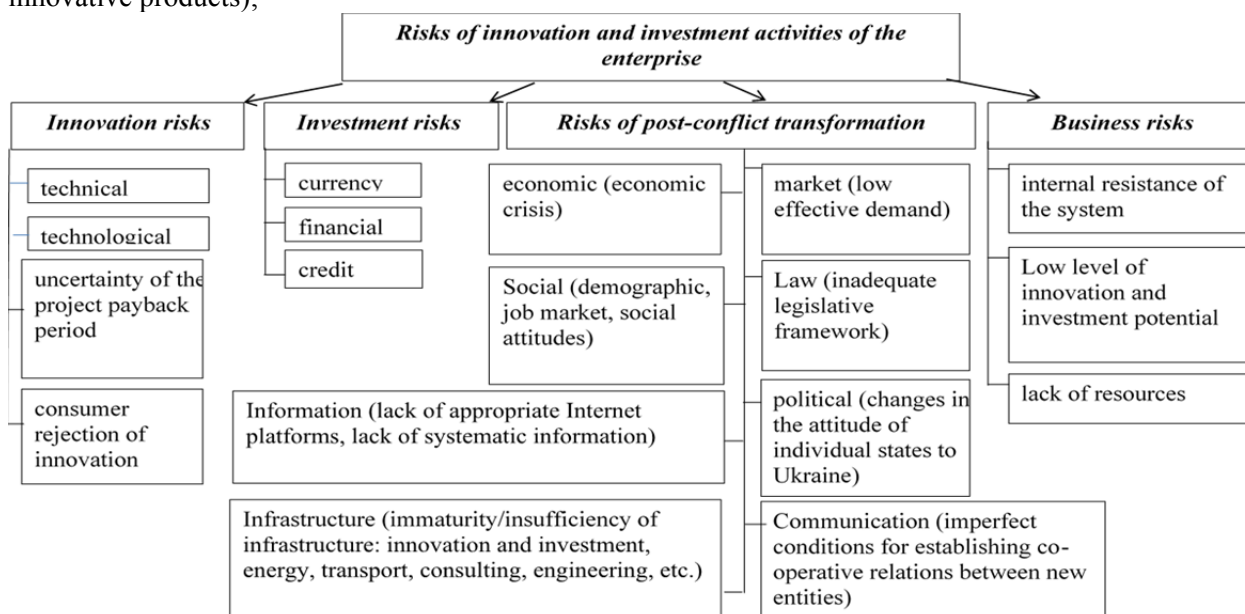 innovative products);
Risks of innovation and investment activities of the
enterprise
Innovation risks
technical
technological
uncertainty of the
project payback
period
consumer
rejection of
innovation
Investment risks
currency
financial
credit
Risks of post-conflict transformation
economic (economic
crisis)
Social (demographic,
job market, social
attitudes)
Information (lack of appropriate Internet
platforms, lack of systematic information)
Infrastructure (immaturity/insufficiency of
infrastructure: innovation and investment,
energy, transport, consulting, engineering, etc.)
market (low
effective demand)
Law (inadequate
legislative
framework)
political (changes in
the attitude of
individual states to
Ukraine)
Communication (imperfect
conditions for establishing co-
operative relations between new
entities)
Business risks
internal resistance of
the system
Low level of
innovation and
investment potential
lack of resources